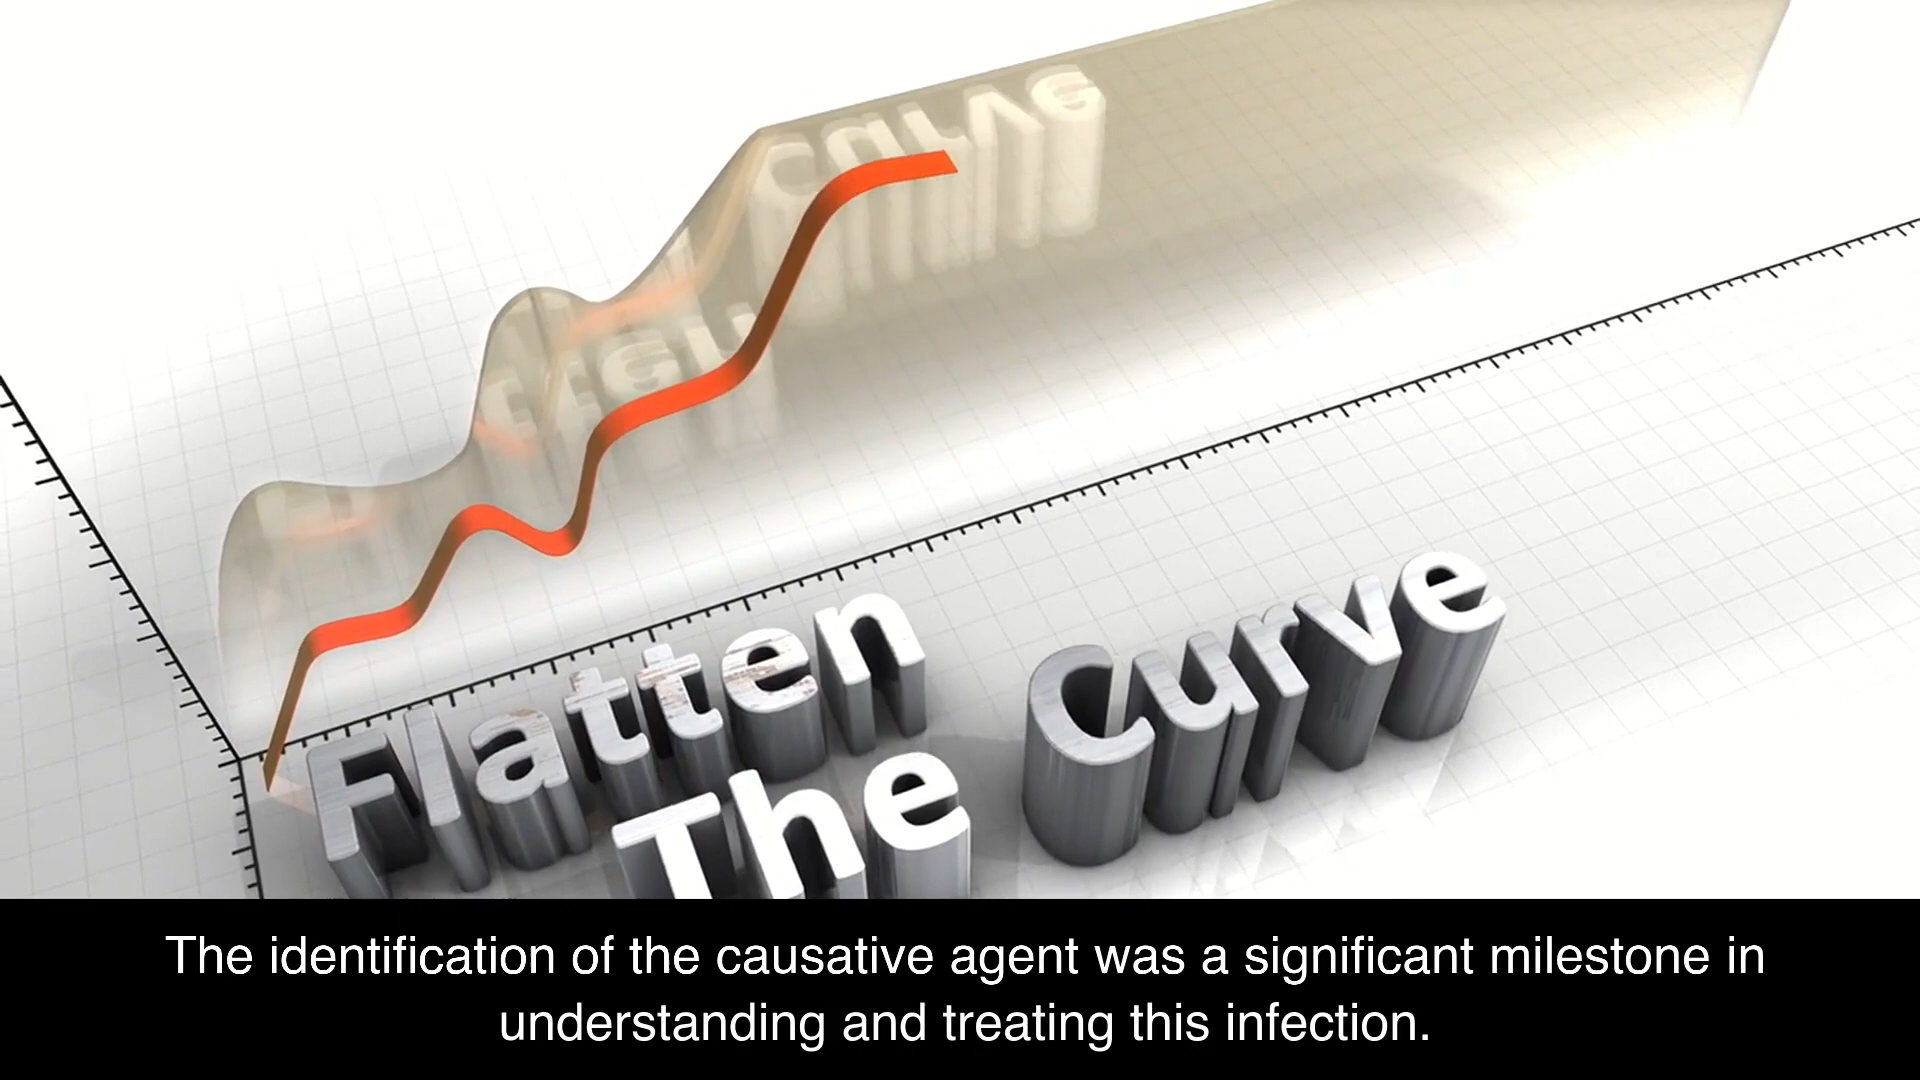 Flatten
The Curve
The identification of the causative agent was a significant milestone in
understanding and treating this infection.